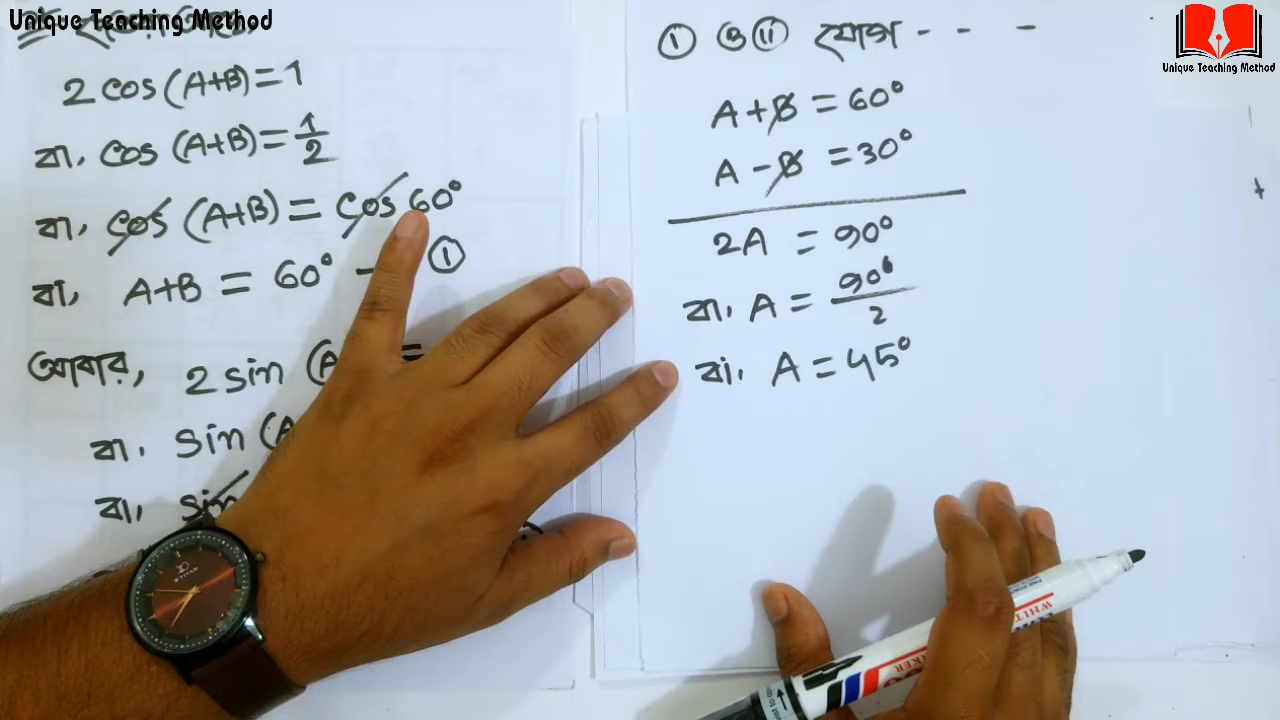 Unique Teaching Method
2 cos (A+B) = 1
বা, cos (A+B) = 1/2
বা, cos (A+B) = cos 60°
বা, A+B = 60° — ①
আবার, 2 sin (A =
বা, sin (A
বা, sin
① ও ⅱ যোগ - - -
A + B = 60°
A - B = 30°
2A = 90°
বা, A = 90°/2
বা, A = 45°
Unique Teaching Method